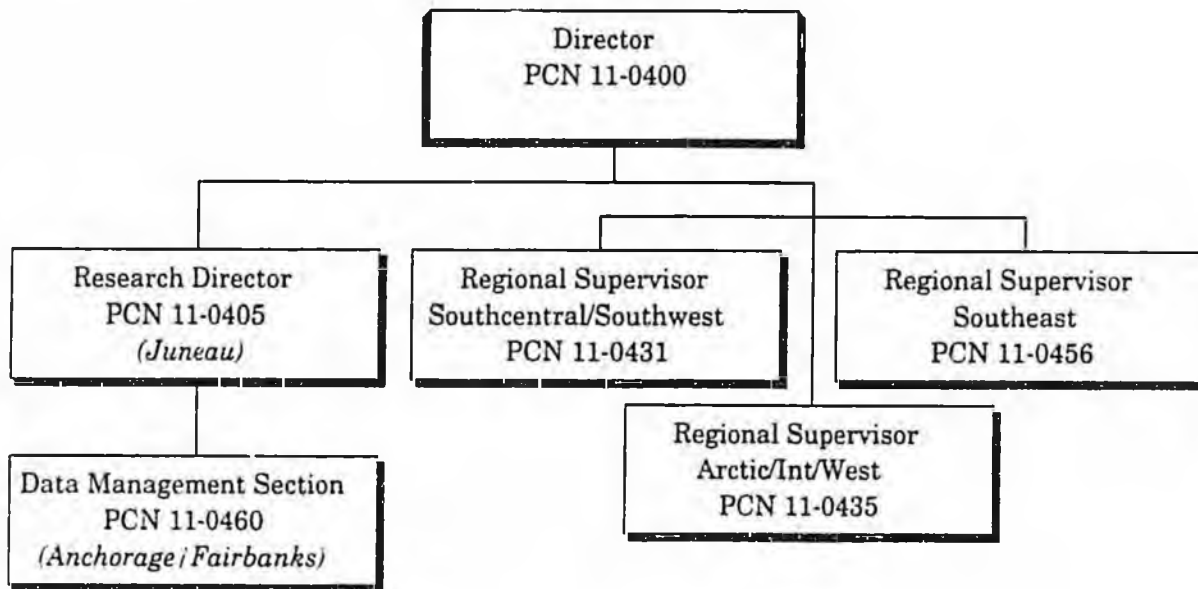 Director
PCN 11-0400
Research Director
PCN 11-0405
(Juneau)
Regional Supervisor
Southcentral/Southwest
PCN 11-0431
Regional Supervisor
Southeast
PCN 11-0456
Data Management Section
PCN 11-0460
(Anchorage/Fairbanks)
Regional Supervisor
Arctic/Int/West
PCN 11-0435